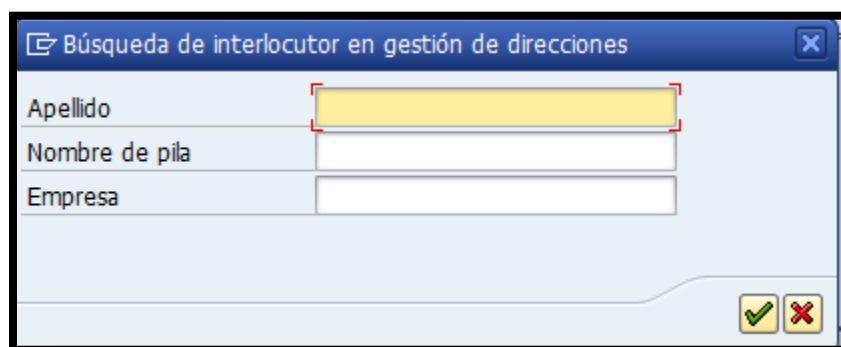 Búsqueda de interlocutor en gestión de direcciones
Apellido
Nombre de pila
Empresa